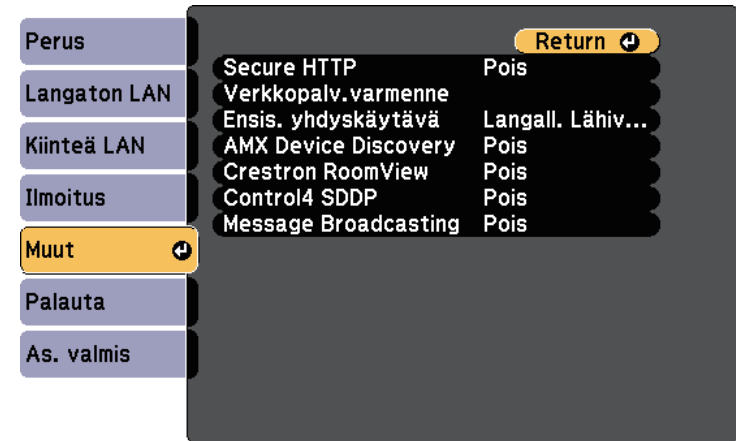 Perus
Langaton LAN
Kiinteä LAN
Ilmoitus
Muut
Palauta
As. valmis
Return
Secure HTTP Pois
Verkkopalv.varmenne
Ensis. yhdyskäytävä Langall. Lähiv...
AMX Device Discovery Pois
Crestron RoomView Pois
Control4 SDDP Pois
Message Broadcasting Pois